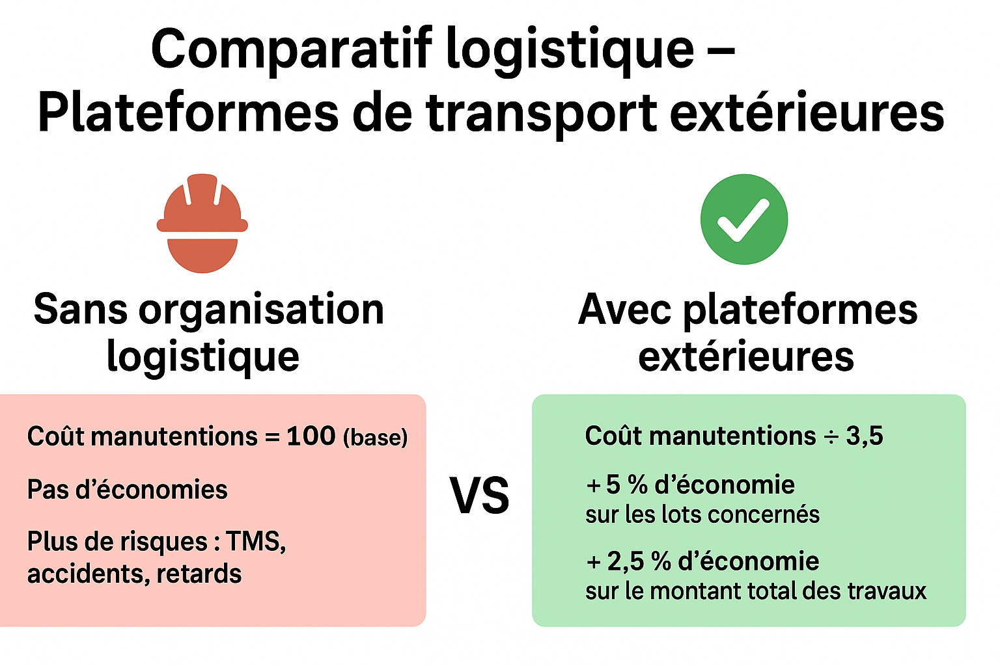 Comparatif logistique –
Plateformes de transport extérieures
Sans organisation
logistique
Coût manutentions = 100 (base)
Pas d’économies
Plus de risques : TMS,
accidents, retards
VS
Avec plateformes
extérieures
Coût manutentions ÷ 3,5
+ 5 % d’économie
sur les lots concernés
+ 2,5 % d’économie
sur le montant total des travaux